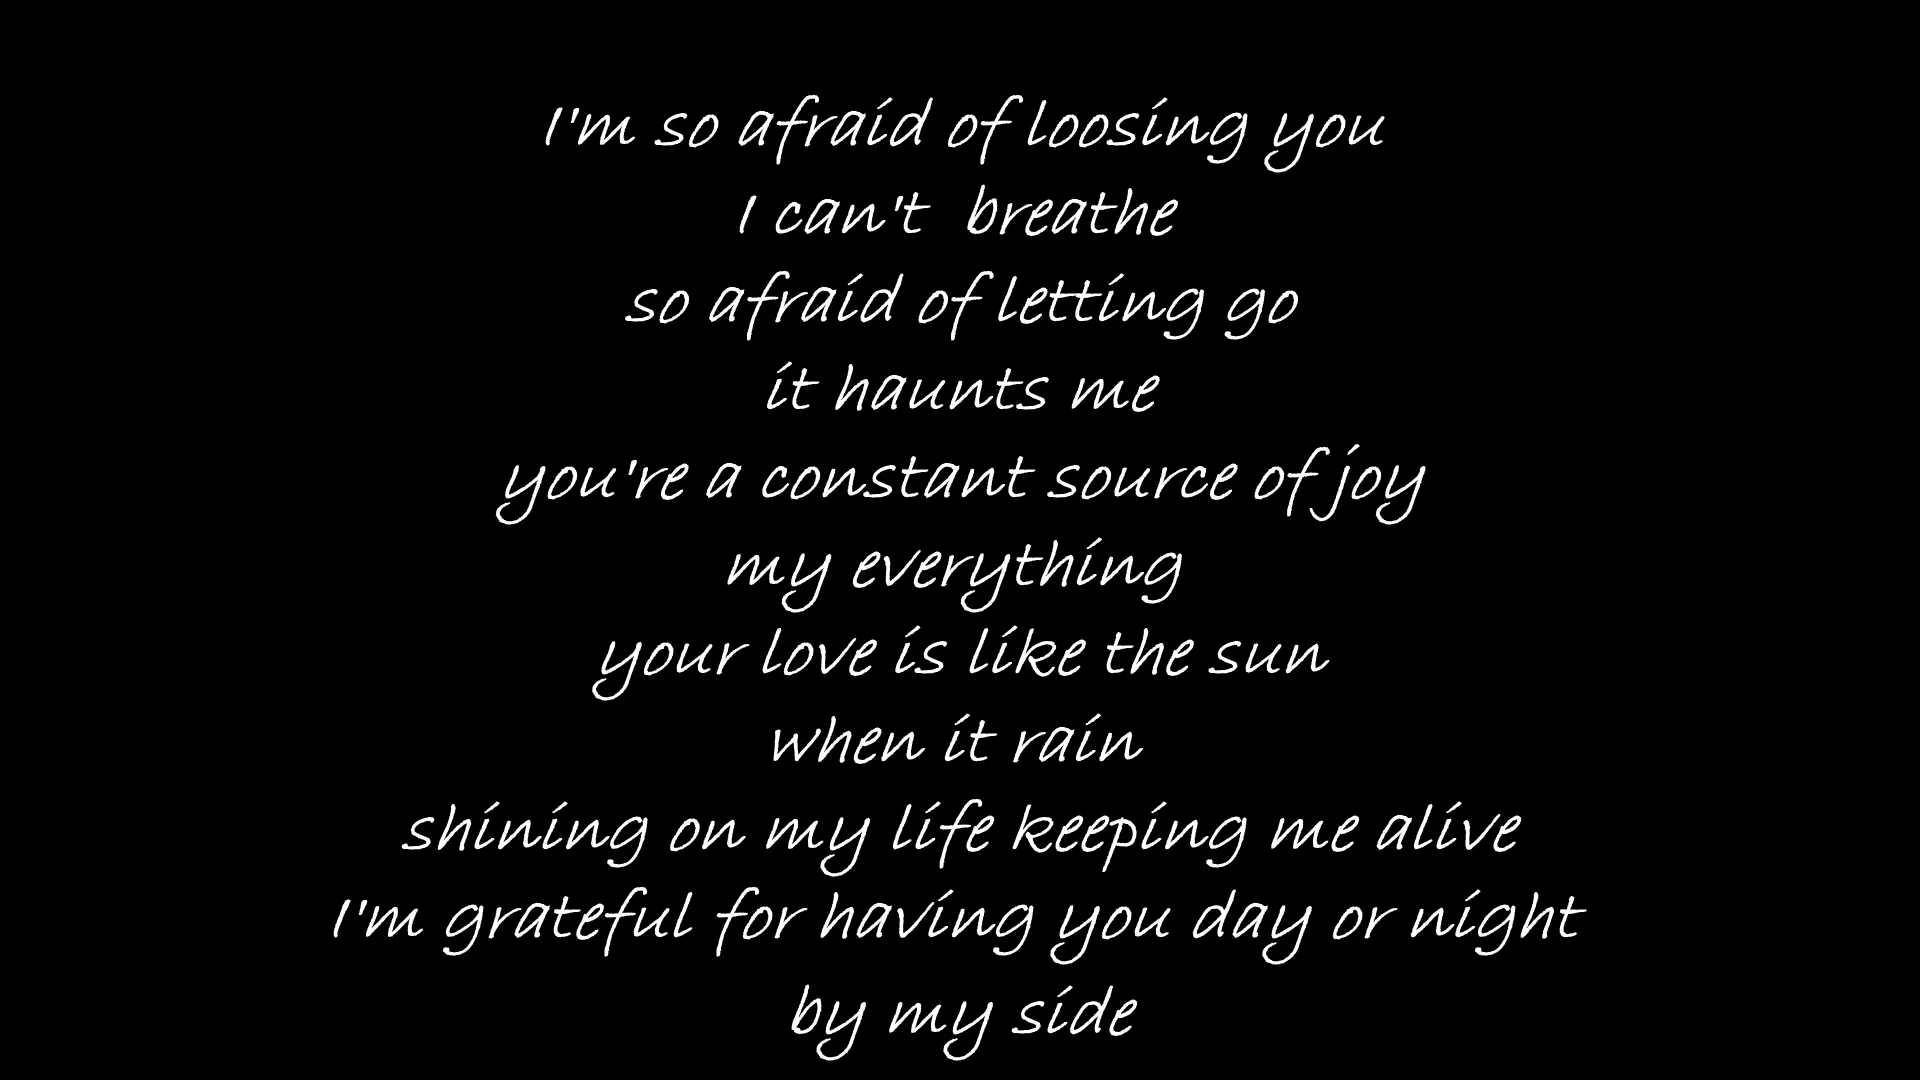 I'm so afraid of loosing you
I can't  breathe
so afraid of letting go
it haunts me
you're a constant source of joy
my everything
your love is like the sun
when it rain
shining on my life keeping me alive
I'm grateful for having you day or night
by my side